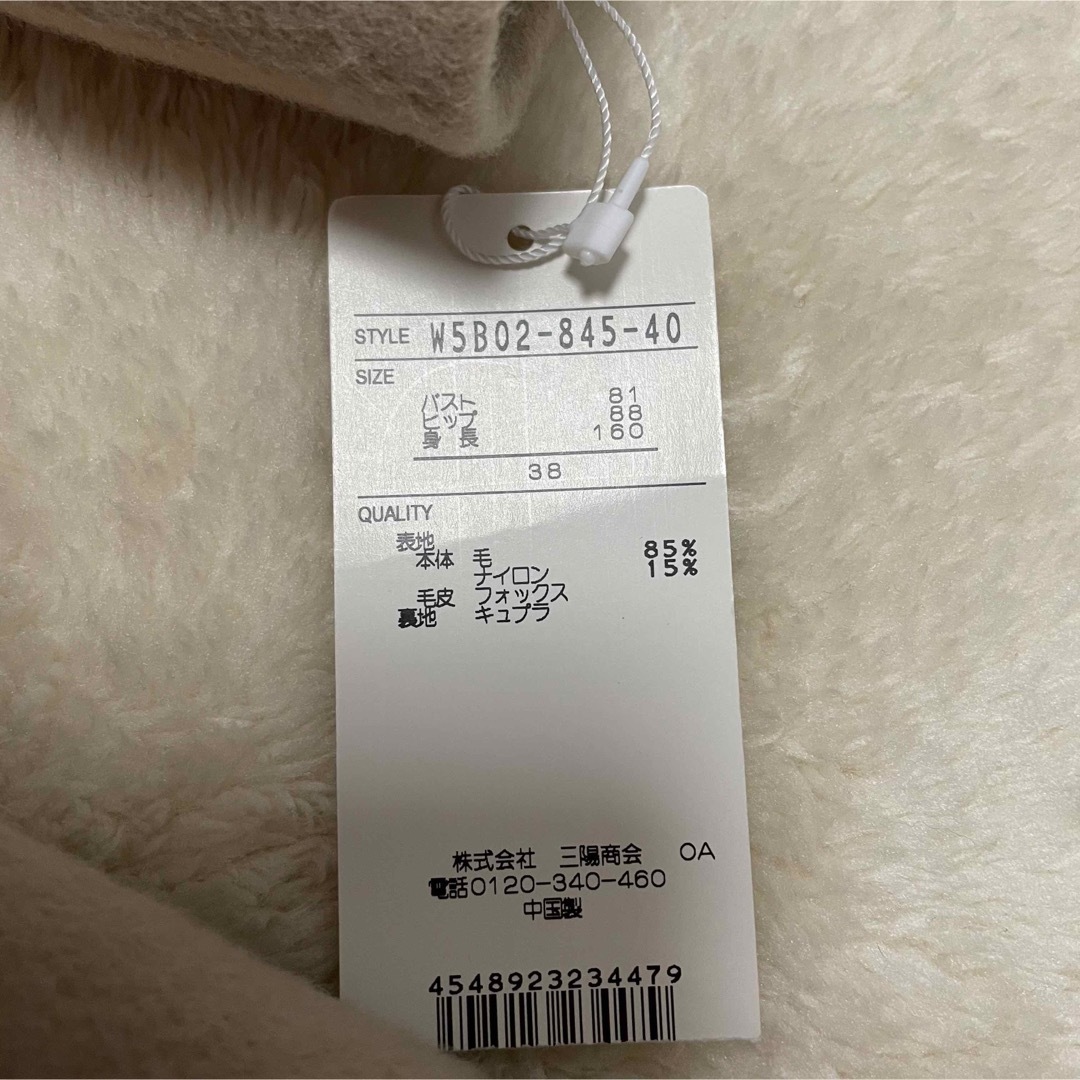 STYLE W5B02-845-40
SIZE
バスト 81
ヒップ 88
身長 160
38
QUALITY
表地
本体 毛 85%
ナイロン 15%
毛皮 フォックス
裏地 キュプラ
株式会社 三陽商会 OA
電話0120-340-460
中国製
4548923234479